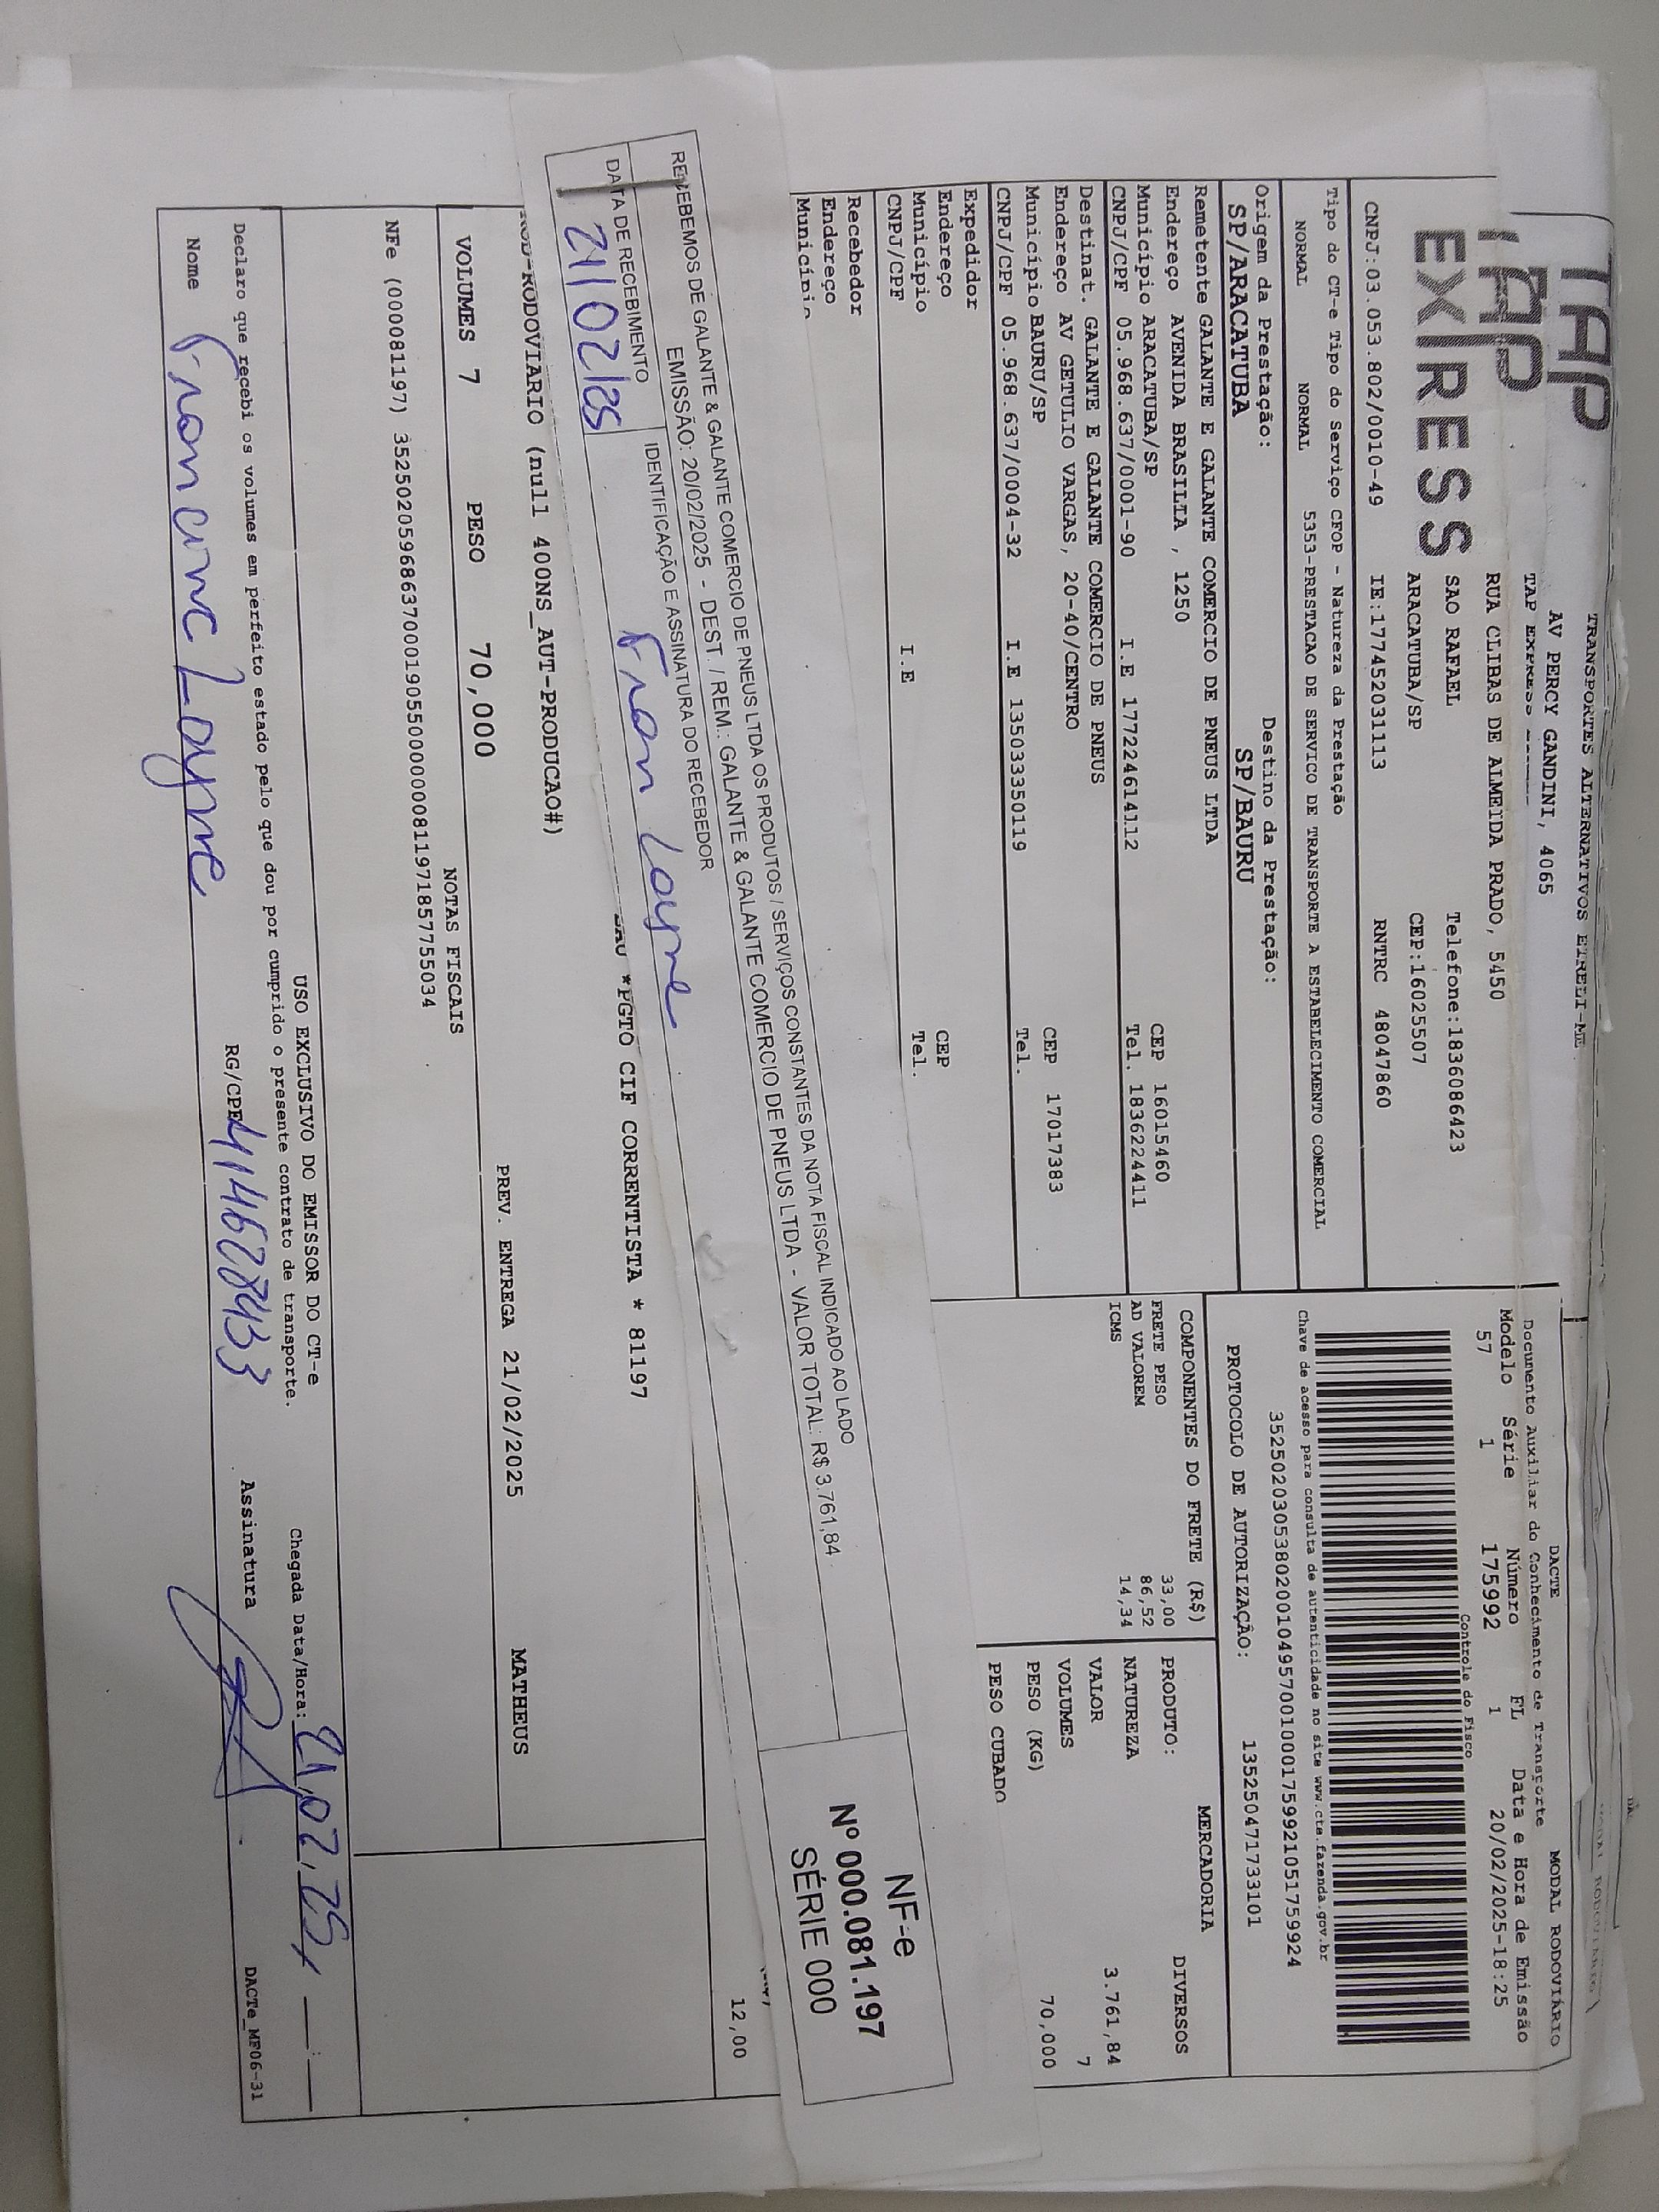 TRANSPORTES ALTERNATIVOS EIRELI-ME
AV PERCY GANDINI, 4065
TAP
TAP EXPRESS
RUA CLIBAS DE ALMEIDA PRADO, 5450
SAO RAFAEL Telefone:1836086423
ARACATUBA/SP CEP:16025507
CNPJ:03.053.802/0010-49 IE:177452031113 RNTRC 48047860
Tipo do CT-e Tipo do Serviço CFOP - Natureza da Prestação
NORMAL NORMAL 5353-PRESTACAO DE SERVICO DE TRANSPORTE A ESTABELECIMENTO COMERCIAL
Origem da Prestação: Destino da Prestação:
SP/ARACATUBA SP/BAURU
Remetente GALANTE E GALANTE COMERCIO DE PNEUS LTDA
Endereço AVENIDA BRASILIA , 1250 CEP 16015460
Município ARACATUBA/SP Tel. 1836224411
CNPJ/CPF 05.968.637/0001-90 I.E 177224614112
Destinat. GALANTE E GALANTE COMERCIO DE PNEUS
Endereço AV GETULIO VARGAS, 20-40/CENTRO CEP 17017383
Município BAURU/SP Tel.
CNPJ/CPF 05.968.637/0004-32 I.E 135033350119
Expedidor
Endereço CEP
Município Tel.
CNPJ/CPF I.E
Recebedor
Endereço
Município
DACTE MODAL RODOVIÁRIO
Documento Auxiliar do Conhecimento de Transporte
Modelo Série Número FL Data e Hora de Emissão
57 1 175992 1 20/02/2025-18:25
Controle do Fisco
Chave de acesso para consulta de autenticidade no site www.cte.fazenda.gov.br
35250203053802001049570010001759921051759924
PROTOCOLO DE AUTORIZAÇÃO: 135250471733101
COMPONENTES DO FRETE (R$)
FRETE PESO 33,00
AD VALOREM 86,52
ICMS 14,34
MERCADORIA
PRODUTO: DIVERSOS
NATUREZA
VALOR 3.761,84
VOLUMES 7
PESO (KG) 70,000
PESO CUBADO
12,00
RECEBEMOS DE GALANTE & GALANTE COMERCIO DE PNEUS LTDA OS PRODUTOS / SERVIÇOS CONSTANTES DA NOTA FISCAL INDICADO AO LADO
EMISSÃO: 20/02/2025 - DEST. / REM.: GALANTE & GALANTE COMERCIO DE PNEUS LTDA - VALOR TOTAL: R$ 3.761,84
DATA DE RECEBIMENTO IDENTIFICAÇÃO E ASSINATURA DO RECEBEDOR
21/02/25 Fran Loyne
NF-e
Nº 000.081.197
SÉRIE 000
*PGTO CIF CORRENTISTA * 81197
RODOVIARIO (null 400NS_AUT-PRODUCAO#)
PREV. ENTREGA 21/02/2025 MATHEUS
VOLUMES 7 PESO 70,000
NOTAS FISCAIS
NFe (000081197) 35250205968637000190550000000811971857755034
USO EXCLUSIVO DO EMISSOR DO CT-e
Declaro que recebi os volumes em perfeito estado pelo que dou por cumprido o presente contrato de transporte.
Chegada Data/Hora: 21,02,25,
Nome Loyne RG/CPF Assinatura
DACTe_MF06-31